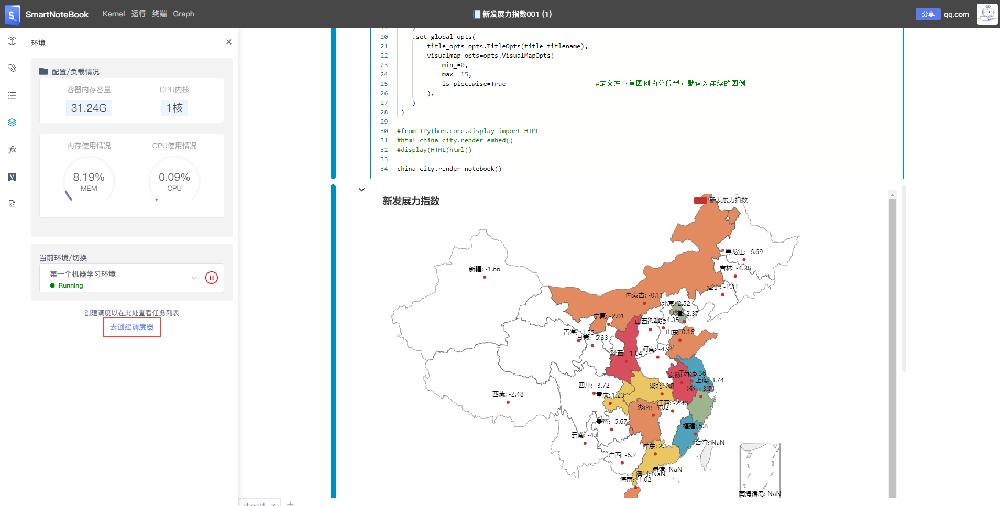 SmartNoteBook
Kernel 运行 终端 Graph
新发展力指数001 (1)
分享 qq.com
环境
配置/负载情况
容器内存容量 CPU内核
31.24G 1核
内存使用情况 CPU使用情况
8.19% 0.09%
MEM CPU
当前环境/切换
第一个机器学习环境
Running
创建调度以在此处查看任务列表
去创建调度器
20 .set_global_opts(
21 title_opts=opts.TitleOpts(title=titlename),
22 visualmap_opts=opts.VisualMapOpts(
23 min_=0,
24 max_=15,
25 is_piecewise=True #定义左下角图例为分段型，默认为连续的图例
26 ),
27 )
28 )
29
30 #from IPython.core.display import HTML
31 #html=china_city.render_embed()
32 #display(HTML(html))
33
34 china_city.render_notebook()
新发展力指数
新发展力指数
黑龙江: -6.69
新疆: -1.66
吉林: -4.28
辽宁: -1.31
内蒙古: -0.11
北京: 2.52
天津: 2.37
宁夏: -2.01
山西: -4.65
河北: -4.35
青海: -1.55
山东: 0.16
甘肃: -5.33
河南: -4.91
陕西: -1.04
江苏: 5.36
安徽:
上海: 3.74
四川: -3.72
湖北: 0.8
浙江:
西藏: -2.48
重庆: 1.23
江西: -2.43
湖南: -1.02
贵州: -5.67
福建: 5.8
云南: -4.3
台湾: NaN
广东: 2.1
广西: -6.2
香港: NaN
澳门: NaN
海南: -1.02
南海诸岛: NaN
sheet1